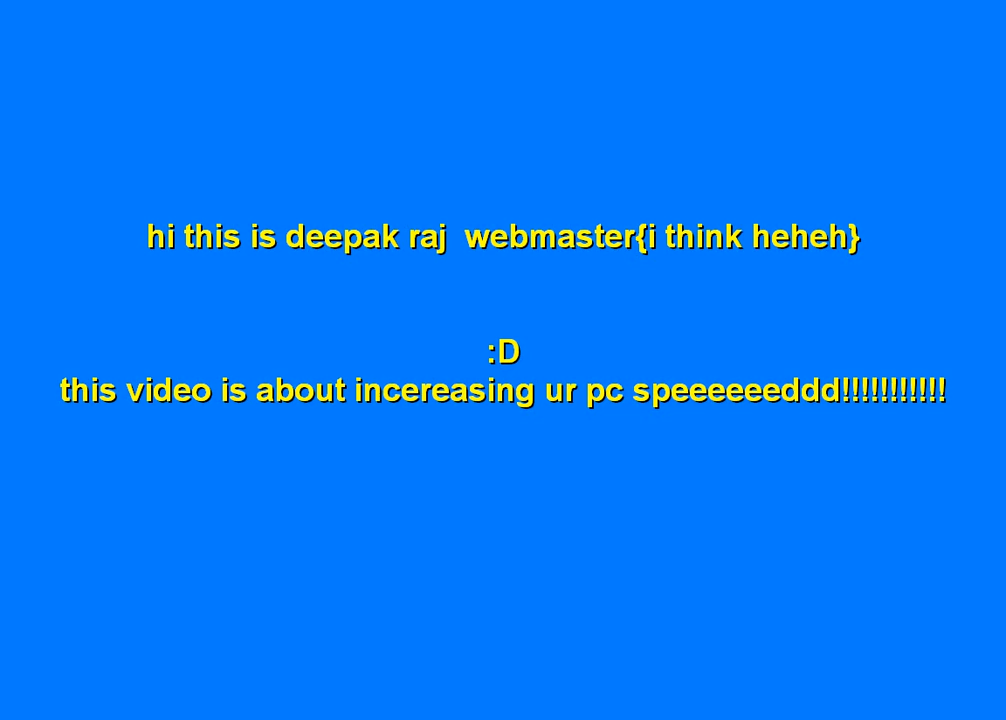 hi this is deepak raj  webmaster{i think heheh}
:D
this video is about incereasing ur pc speeeeeeddd!!!!!!!!!!!